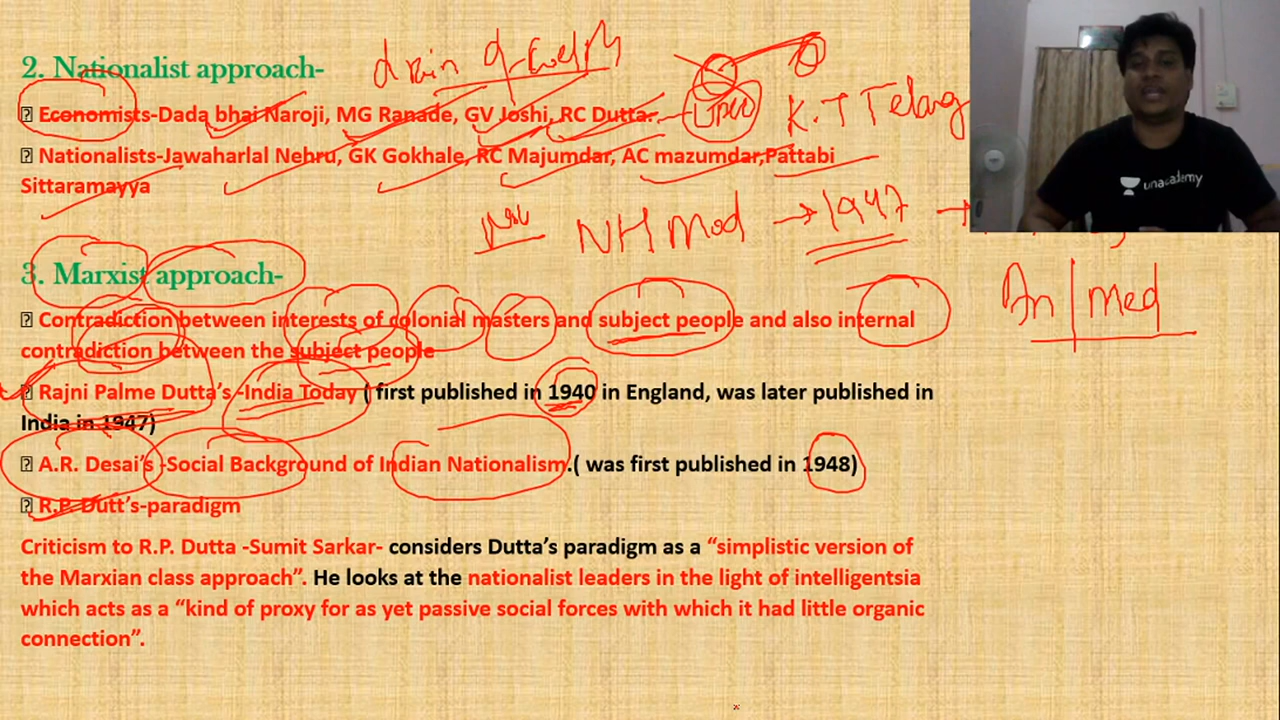 2. Nationalist approach-
drain of wealth
Economists-Dada bhai Naroji, MG Ranade, GV Joshi, RC Dutta.
UPSC
K.T Telang
Nationalists-Jawaharlal Nehru, GK Gokhale, RC Majumdar, AC mazumdar,Pattabi
Sittaramayya
NH Mod → 1947 →
3. Marxist approach-
An | Med
Contradiction between interests of colonial masters and subject people and also internal
contradiction between the subject people
Rajni Palme Dutta's -India Today ( first published in 1940 in England, was later published in
India in 1947)
A.R. Desai's -Social Background of Indian Nationalism.( was first published in 1948)
R.P. Dutt's-paradigm
Criticism to R.P. Dutta -Sumit Sarkar- considers Dutta's paradigm as a “simplistic version of
the Marxian class approach”. He looks at the nationalist leaders in the light of intelligentsia
which acts as a “kind of proxy for as yet passive social forces with which it had little organic
connection”.
unacademy